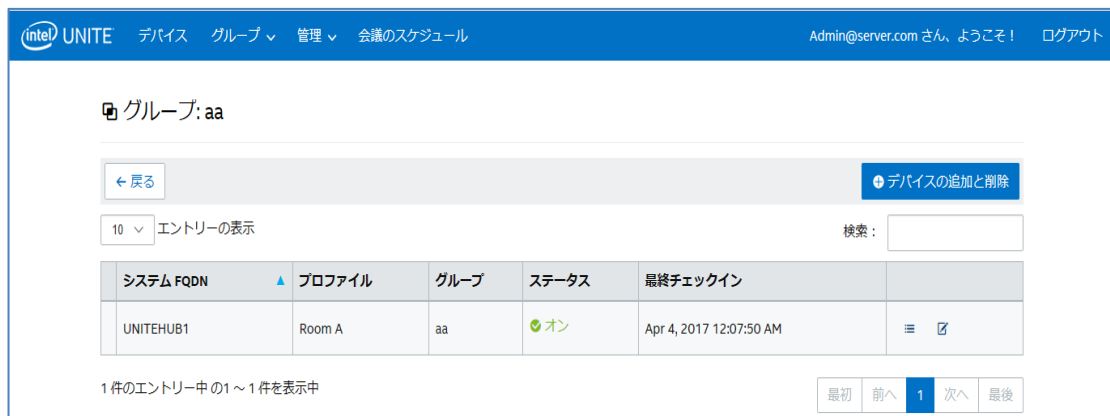 intel UNITE デバイス グループ 管理 会議のスケジュール Admin@server.com さん、ようこそ! ログアウト
グループ: aa
戻る デバイスの追加と削除
10 エントリーの表示 検索:
システム FQDN プロファイル グループ ステータス 最終チェックイン
UNITEHUB1 Room A aa オン Apr 4, 2017 12:07:50 AM
1 件のエントリー中 の1 ~ 1 件を表示中
最初 前へ 1 次へ 最後